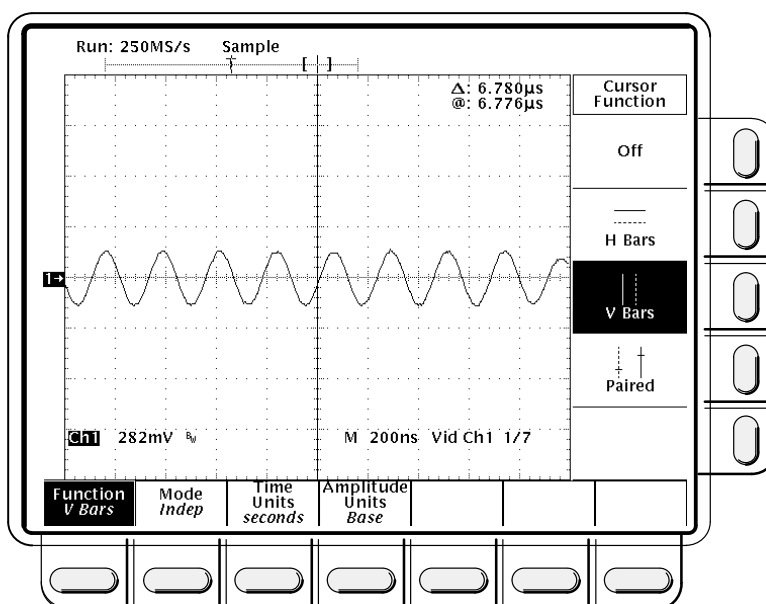 Run: 250MS/s Sample
[ ]
Δ: 6.780µs
@: 6.776µs
1→
Ch1 282mV BW M 200ns Vid Ch1 1/7
Cursor
Function
Off
H Bars
V Bars
Paired
Function
V Bars
Mode
Indep
Time
Units
seconds
Amplitude
Units
Base